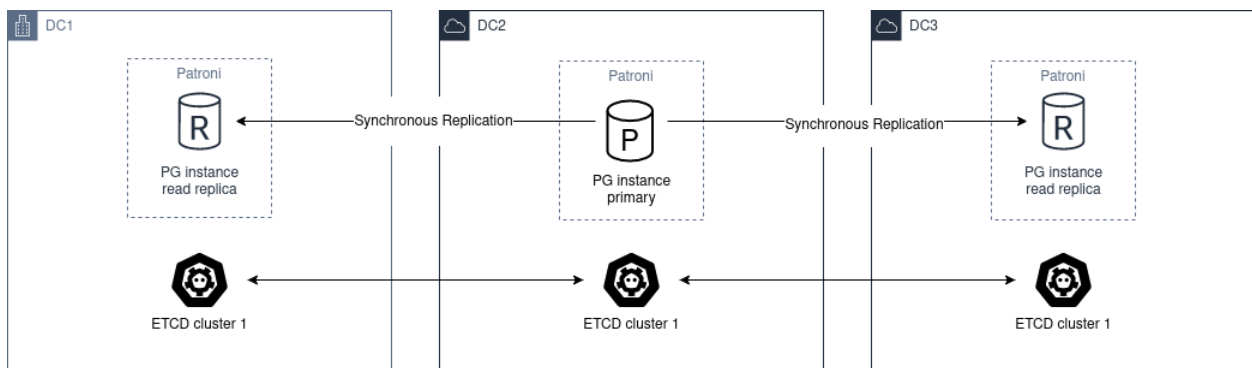 DC1
DC2
DC3
Patroni
Patroni
Patroni
R
Synchronous Replication
P
Synchronous Replication
R
PG instance
read replica
PG instance
primary
PG instance
read replica
ETCD cluster 1
ETCD cluster 1
ETCD cluster 1